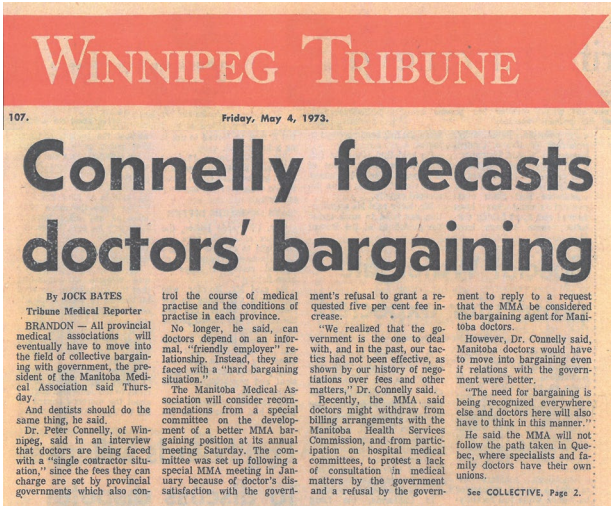 WINNIPEG TRIBUNE
107.
Friday, May 4, 1973.
Connelly forecasts
doctors' bargaining
By JOCK BATES
Tribune Medical Reporter
BRANDON — All provincial
medical associations will
eventually have to move into
the field of collective bargain-
ing with government, the pre-
sident of the Manitoba Medi-
cal Association said Thurs-
day.
And dentists should do the
same thing, he said.
Dr. Peter Connelly, of Win-
nipeg, said in an interview
that doctors are being faced
with a "single contractor situ-
ation," since the fees they can
charge are set by provincial
governments which also con-
trol the course of medical
practise and the conditions of
practise in each province.
No longer, he said, can
doctors depend on an infor-
mal, "friendly employer" re-
lationship. Instead, they are
faced with a "hard bargaining
situation."
The Manitoba Medical As-
sociation will consider recom-
mendations from a special
committee on the develop-
ment of a better MMA bar-
gaining position at its annual
meeting Saturday. The com-
mittee was set up following a
special MMA meeting in Jan-
uary because of doctor's dis-
satisfaction with the govern-
ment's refusal to grant a re-
quested five per cent fee in-
crease.
"We realized that the go-
vernment is the one to deal
with, and in the past, our tac-
tics had not been effective, as
shown by our history of nego-
tiations over fees and other
matters," Dr. Connelly said.
Recently, the MMA said
doctors might withdraw from
billing arrangements with the
Manitoba Health Services
Commission, and from partic-
ipation on hospital medical
committees, to protest a lack
of consultation in medical
matters by the government
and a refusal by the govern-
ment to reply to a request
that the MMA be considered
the bargaining agent for Mani-
toba doctors.
However, Dr. Connelly said,
Manitoba doctors would have
to move into bargaining even
if relations with the govern-
ment were better.
"The need for bargaining is
being recognized everywhere
else and doctors here will also
have to think in this manner."
He said the MMA will not
follow the path taken in Que-
bec, where specialists and fa-
mily doctors have their own
unions.
See COLLECTIVE, Page 2.